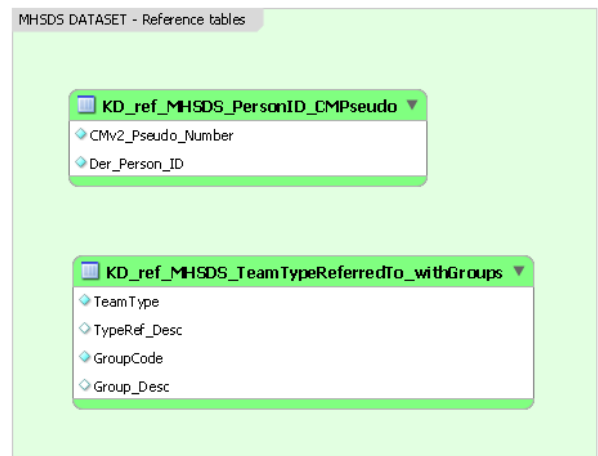 MHSDS DATASET - Reference tables
KD_ref_MHSDS_PersonID_CMPseudo
CMv2_Pseudo_Number
Der_Person_ID
KD_ref_MHSDS_TeamTypeReferredTo_withGroups
TeamType
TypeRef_Desc
GroupCode
Group_Desc